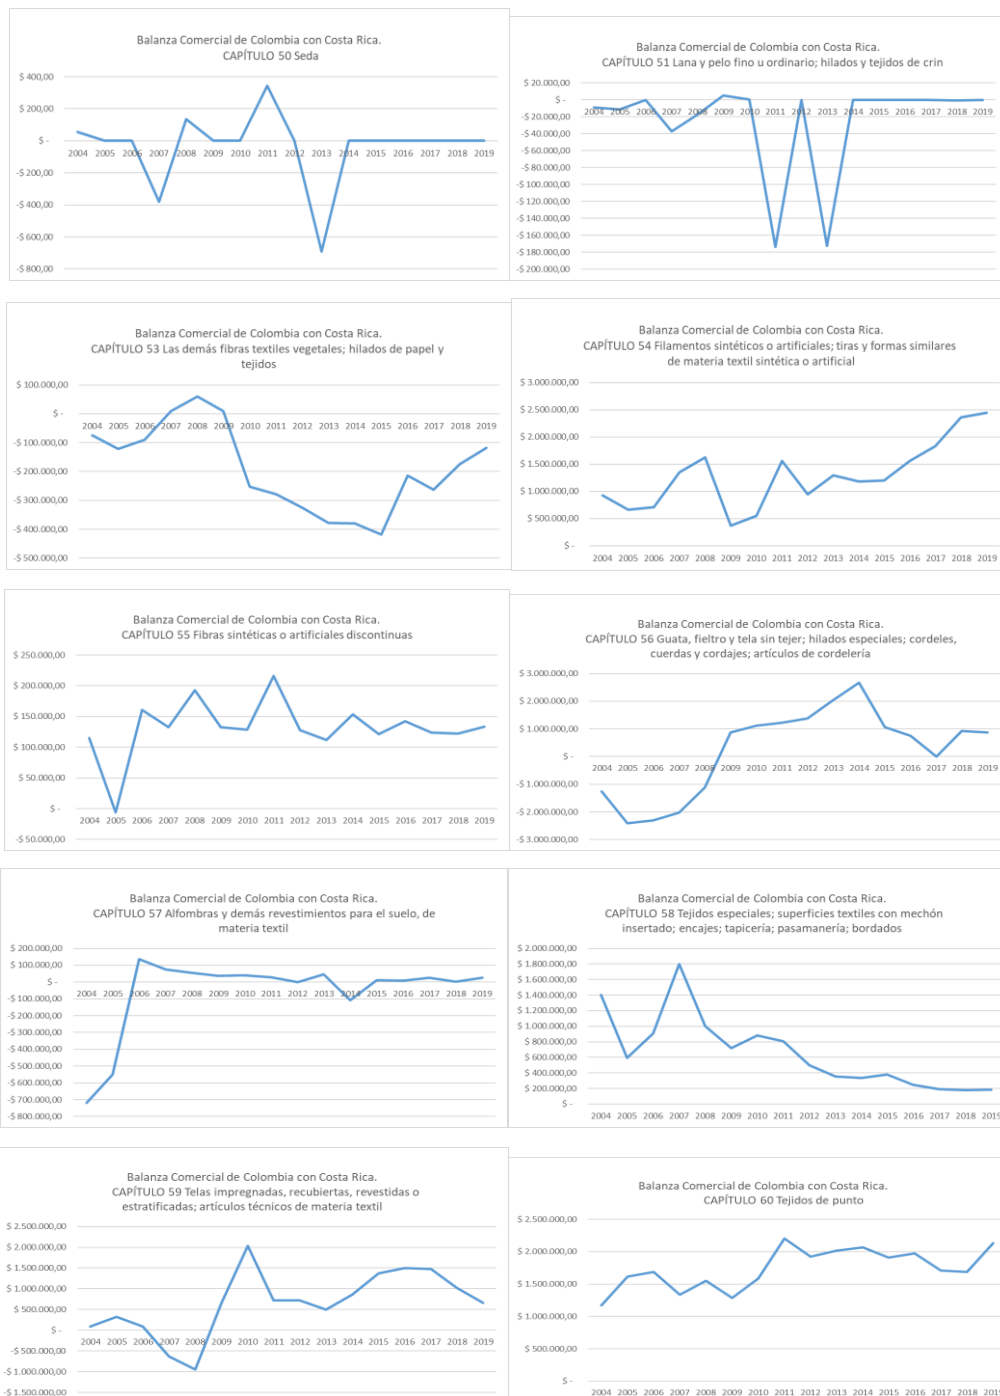 Balanza Comercial de Colombia con Costa Rica.
CAPÍTULO 50 Seda
$ 400,00
$ 200,00
$ -
-$ 200,00
-$ 400,00
-$ 600,00
-$ 800,00
2004 2005 2006 2007 2008 2009 2010 2011 2012 2013 2014 2015 2016 2017 2018 2019
Balanza Comercial de Colombia con Costa Rica.
CAPÍTULO 51 Lana y pelo fino u ordinario; hilados y tejidos de crin
$ 20.000,00
$ -
-$ 20.000,00
-$ 40.000,00
-$ 60.000,00
-$ 80.000,00
-$ 100.000,00
-$ 120.000,00
-$ 140.000,00
-$ 160.000,00
-$ 180.000,00
-$ 200.000,00
2004 2005 2006 2007 2008 2009 2010 2011 2012 2013 2014 2015 2016 2017 2018 2019
Balanza Comercial de Colombia con Costa Rica.
CAPÍTULO 53 Las demás fibras textiles vegetales; hilados de papel y
tejidos
$ 100.000,00
$ -
-$ 100.000,00
-$ 200.000,00
-$ 300.000,00
-$ 400.000,00
-$ 500.000,00
2004 2005 2006 2007 2008 2009 2010 2011 2012 2013 2014 2015 2016 2017 2018 2019
Balanza Comercial de Colombia con Costa Rica.
CAPÍTULO 54 Filamentos sintéticos o artificiales; tiras y formas similares
de materia textil sintética o artificial
$ 3.000.000,00
$ 2.500.000,00
$ 2.000.000,00
$ 1.500.000,00
$ 1.000.000,00
$ 500.000,00
$ -
2004 2005 2006 2007 2008 2009 2010 2011 2012 2013 2014 2015 2016 2017 2018 2019
Balanza Comercial de Colombia con Costa Rica.
CAPÍTULO 55 Fibras sintéticas o artificiales discontinuas
$ 250.000,00
$ 200.000,00
$ 150.000,00
$ 100.000,00
$ 50.000,00
$ -
-$ 50.000,00
2004 2005 2006 2007 2008 2009 2010 2011 2012 2013 2014 2015 2016 2017 2018 2019
Balanza Comercial de Colombia con Costa Rica.
CAPÍTULO 56 Guata, fieltro y tela sin tejer; hilados especiales; cordeles,
cuerdas y cordajes; artículos de cordelería
$ 3.000.000,00
$ 2.000.000,00
$ 1.000.000,00
$ -
-$ 1.000.000,00
-$ 2.000.000,00
-$ 3.000.000,00
2004 2005 2006 2007 2008 2009 2010 2011 2012 2013 2014 2015 2016 2017 2018 2019
Balanza Comercial de Colombia con Costa Rica.
CAPÍTULO 57 Alfombras y demás revestimientos para el suelo, de
materia textil
$ 200.000,00
$ 100.000,00
$ -
-$ 100.000,00
-$ 200.000,00
-$ 300.000,00
-$ 400.000,00
-$ 500.000,00
-$ 600.000,00
-$ 700.000,00
-$ 800.000,00
2004 2005 2006 2007 2008 2009 2010 2011 2012 2013 2014 2015 2016 2017 2018 2019
Balanza Comercial de Colombia con Costa Rica.
CAPÍTULO 58 Tejidos especiales; superficies textiles con mechón
insertado; encajes; tapicería; pasamanería; bordados
$ 2.000.000,00
$ 1.800.000,00
$ 1.600.000,00
$ 1.400.000,00
$ 1.200.000,00
$ 1.000.000,00
$ 800.000,00
$ 600.000,00
$ 400.000,00
$ 200.000,00
$ -
2004 2005 2006 2007 2008 2009 2010 2011 2012 2013 2014 2015 2016 2017 2018 2019
Balanza Comercial de Colombia con Costa Rica.
CAPÍTULO 59 Telas impregnadas, recubiertas, revestidas o
estratificadas; artículos técnicos de materia textil
$ 2.500.000,00
$ 2.000.000,00
$ 1.500.000,00
$ 1.000.000,00
$ 500.000,00
$ -
-$ 500.000,00
-$ 1.000.000,00
-$ 1.500.000,00
2004 2005 2006 2007 2008 2009 2010 2011 2012 2013 2014 2015 2016 2017 2018 2019
Balanza Comercial de Colombia con Costa Rica.
CAPÍTULO 60 Tejidos de punto
$ 2.500.000,00
$ 2.000.000,00
$ 1.500.000,00
$ 1.000.000,00
$ 500.000,00
$ -
2004 2005 2006 2007 2008 2009 2010 2011 2012 2013 2014 2015 2016 2017 2018 2019